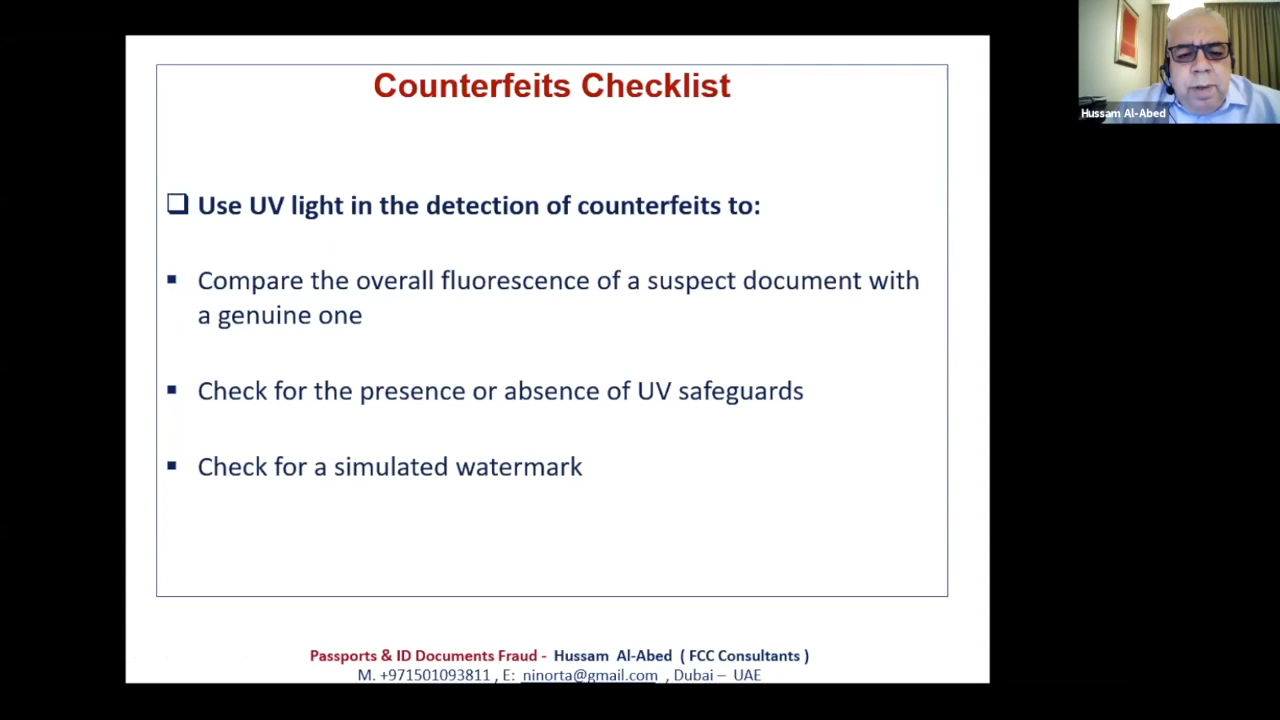 Counterfeits Checklist
Use UV light in the detection of counterfeits to:
Compare the overall fluorescence of a suspect document with
a genuine one
Check for the presence or absence of UV safeguards
Check for a simulated watermark
Passports & ID Documents Fraud - Hussam Al-Abed ( FCC Consultants )
M. +971501093811 , E: ninorta@gmail.com , Dubai – UAE
Hussam Al-Abed